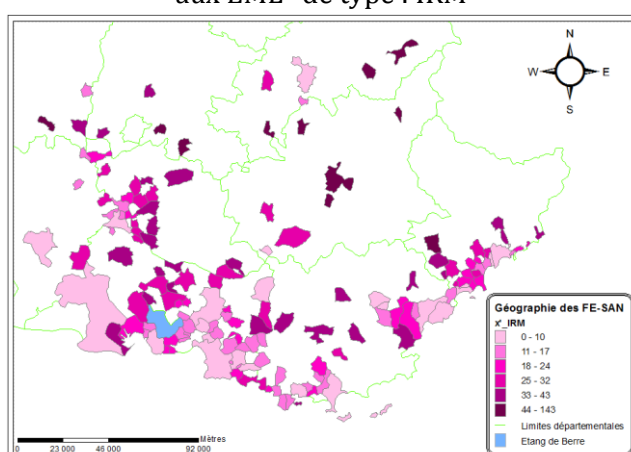 aux EML de type : IRM
N
W E
S
Géographie des FE-SAN
x'_IRM
0 - 10
11 - 17
18 - 24
25 - 32
33 - 43
44 - 143
Limites départementales
Etang de Berre
Mètres
0 23 000 46 000 92 000